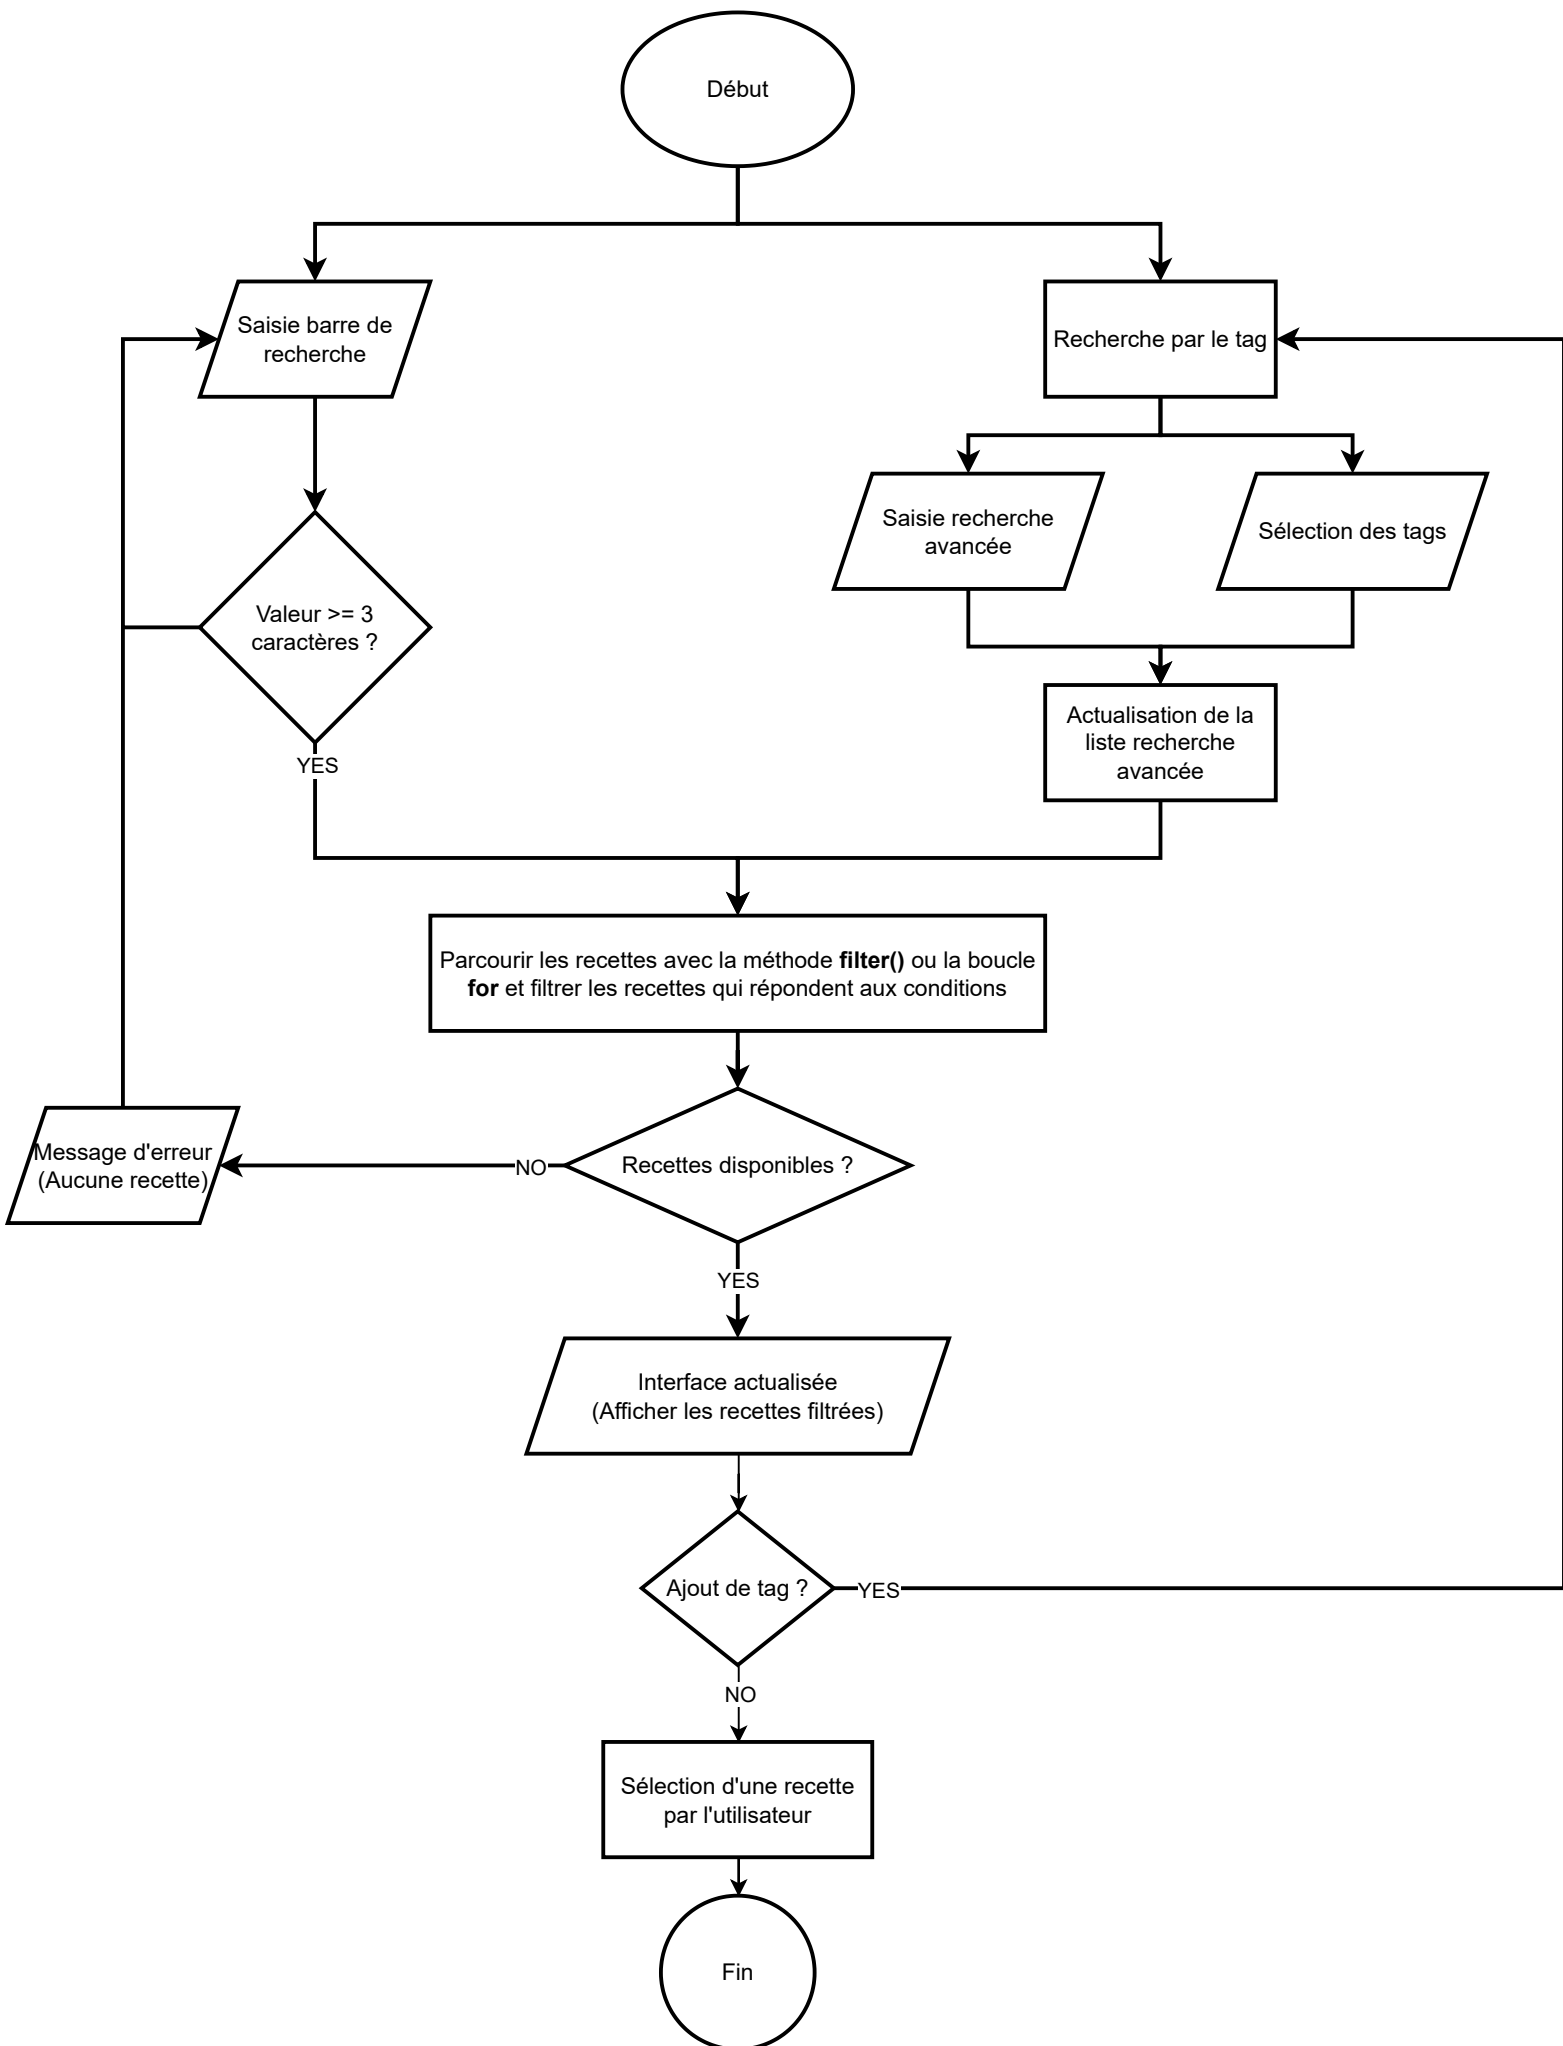 Début
Saisie barre de
recherche
Recherche par le tag
Saisie recherche
avancée
Sélection des tags
Valeur >= 3
caractères ?
YES
Actualisation de la
liste recherche
avancée
Parcourir les recettes avec la méthode filter() ou la boucle
for et filtrer les recettes qui répondent aux conditions
Message d'erreur
(Aucune recette)
NO
Recettes disponibles ?
YES
Interface actualisée
(Afficher les recettes filtrées)
Ajout de tag ?
YES
NO
Sélection d'une recette
par l'utilisateur
Fin